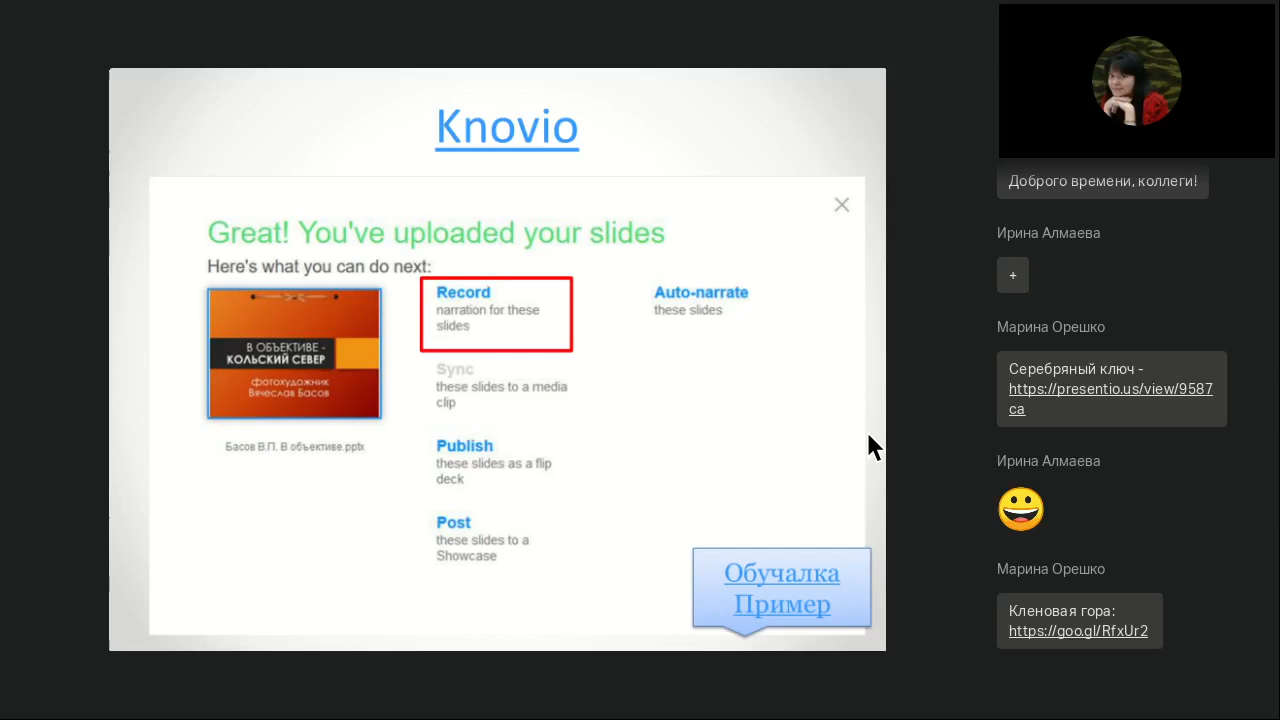 Knovio
Great! You've uploaded your slides
Here's what you can do next:
В ОБЪЕКТИВЕ -
КОЛЬСКИЙ СЕВЕР
фотохудожник
Вячеслав Басов
Басов В.П. В объективе.pptx
Record
narration for these
slides
Sync
these slides to a media
clip
Publish
these slides as a flip
deck
Post
these slides to a
Showcase
Auto-narrate
these slides
Обучалка
Пример
Доброго времени, коллеги!
Ирина Алмаева
+
Марина Орешко
Серебряный ключ -
https://presentio.us/view/9587
ca
Ирина Алмаева
Марина Орешко
Кленовая гора:
https://goo.gl/RfxUr2